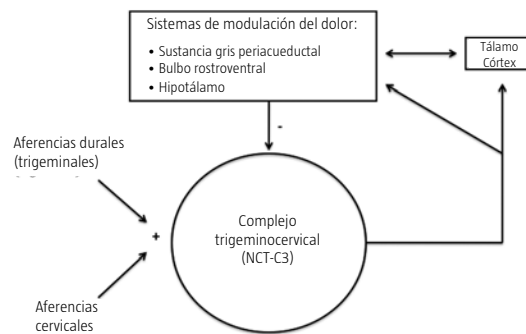 Sistemas de modulación del dolor:
• Sustancia gris periacueductal
• Bulbo rostroventral
• Hipotálamo
Tálamo
Córtex
-
Aferencias durales
(trigeminales)
+
Complejo
trigeminocervical
(NCT-C3)
Aferencias
cervicales